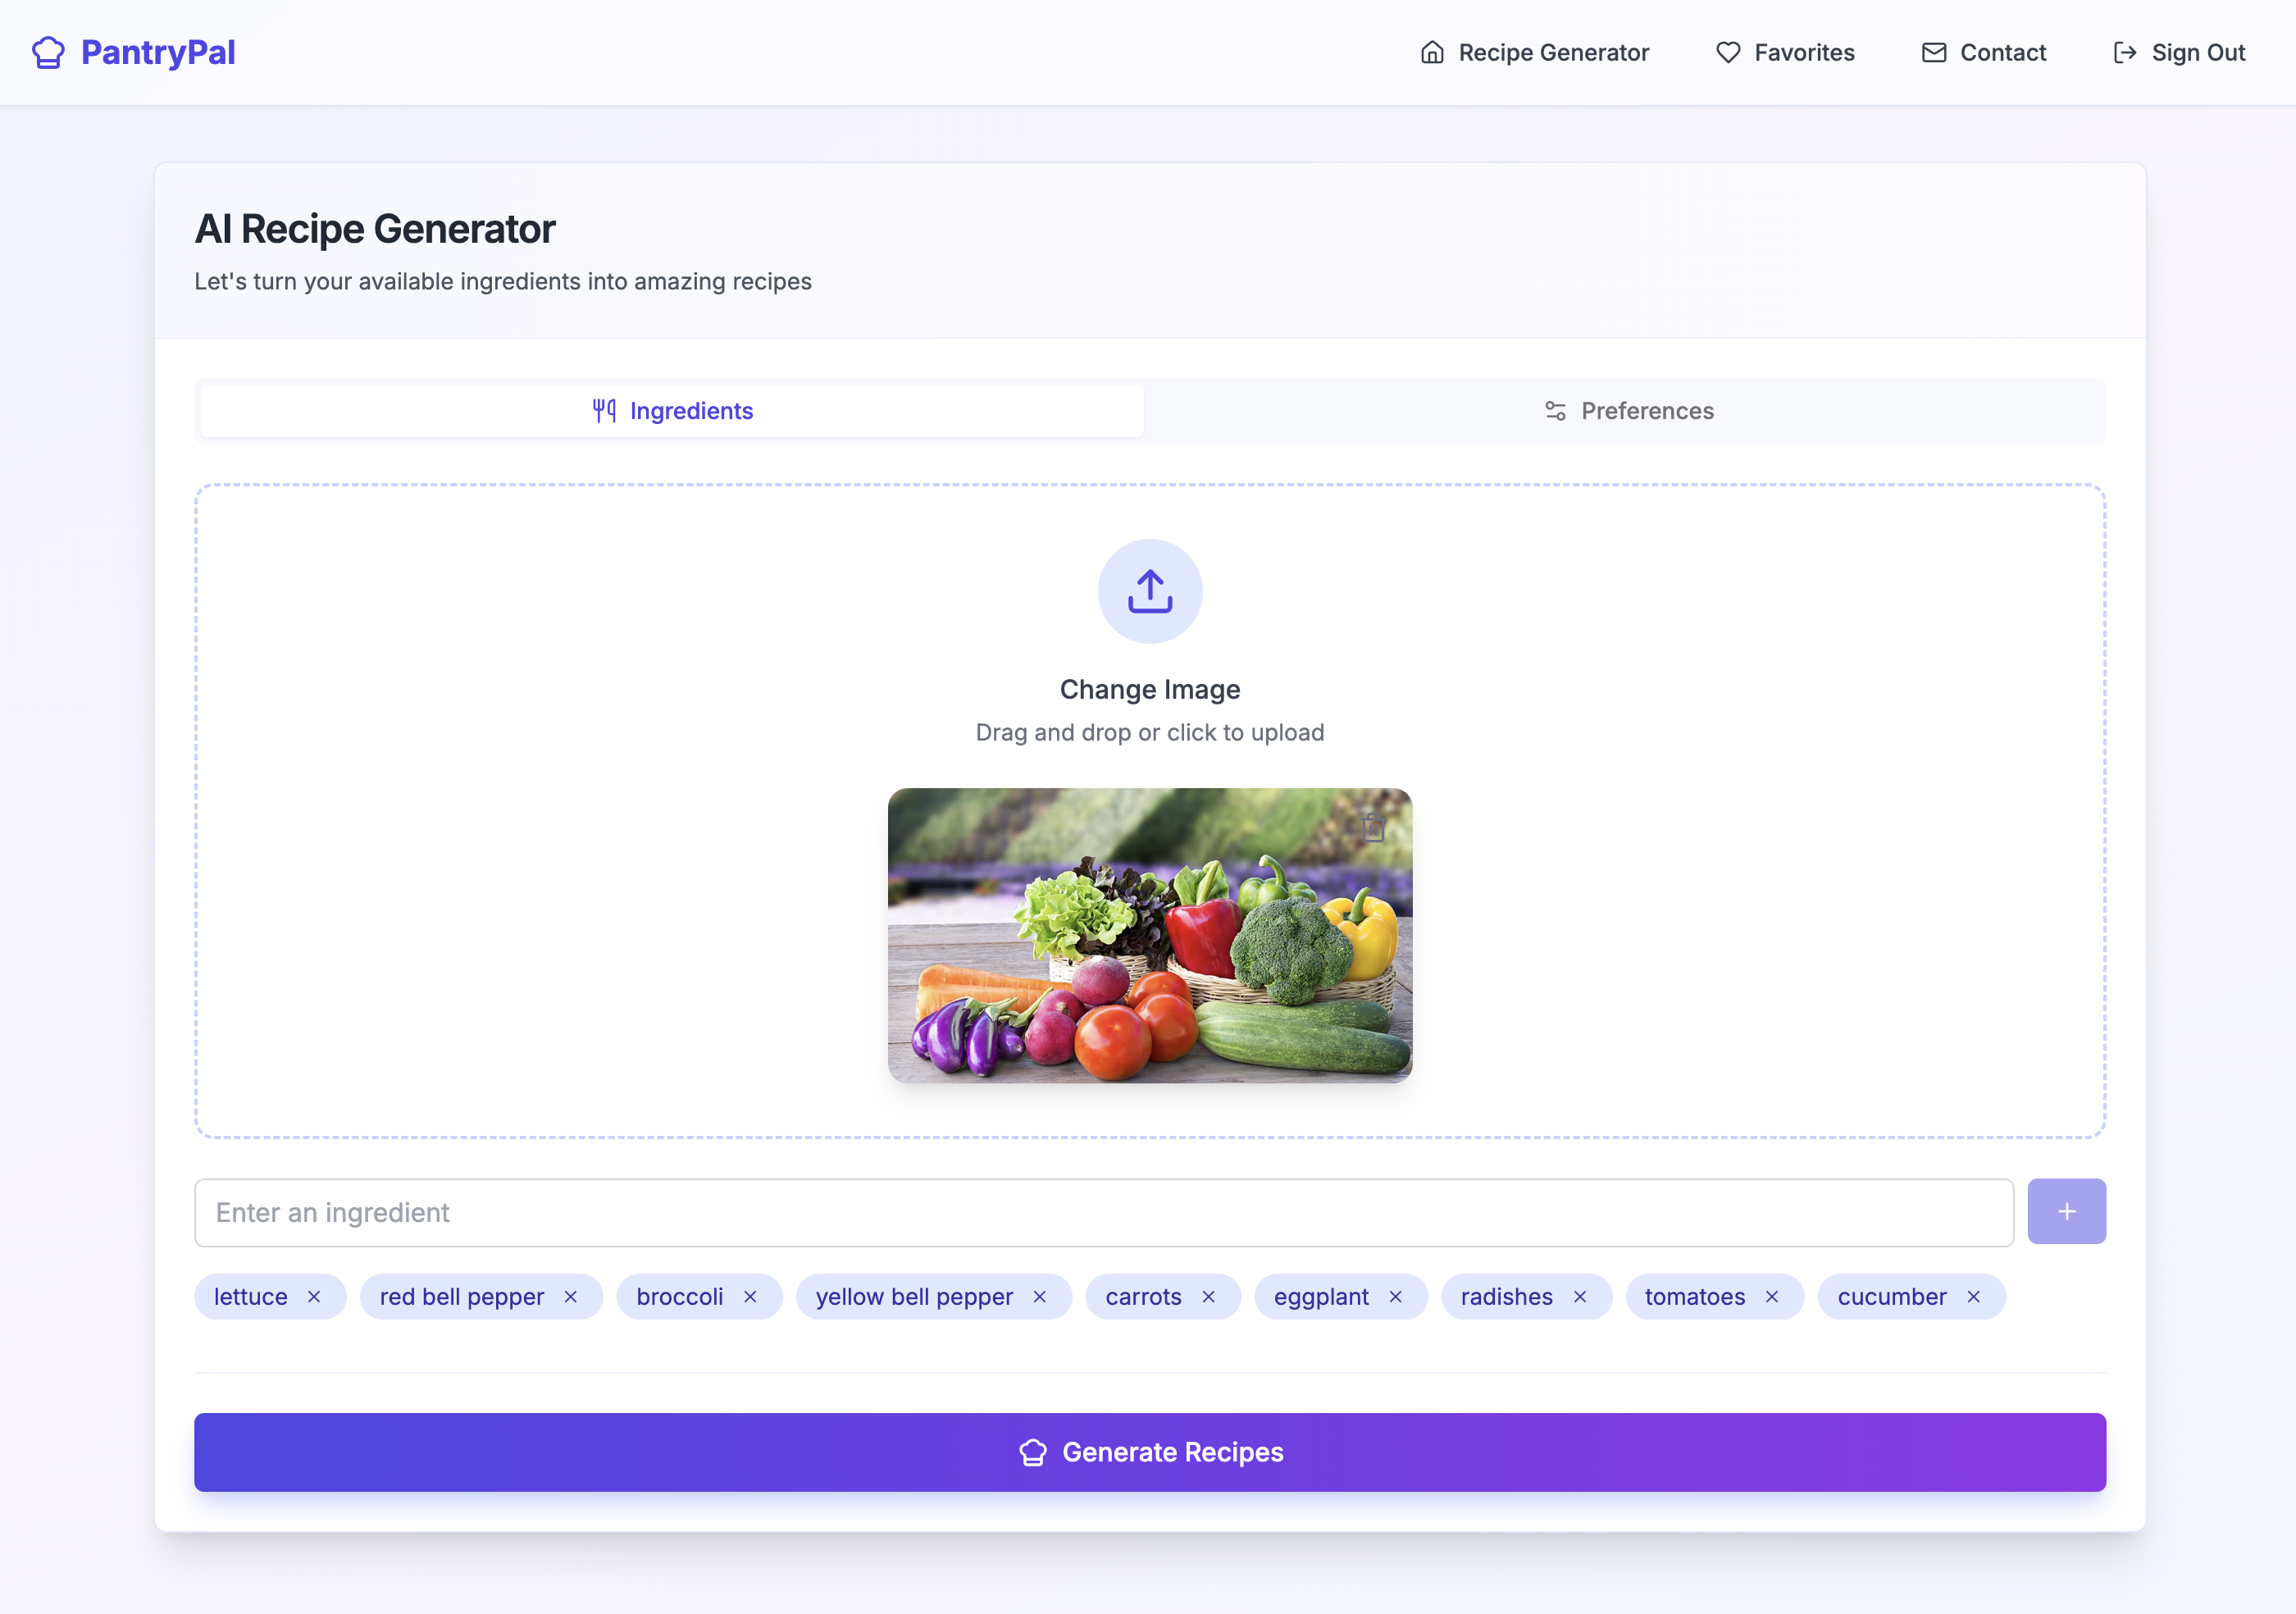 PantryPal
Recipe Generator
Favorites
Contact
Sign Out
AI Recipe Generator
Let's turn your available ingredients into amazing recipes
Ingredients
Preferences
Change Image
Drag and drop or click to upload
Enter an ingredient
lettuce
red bell pepper
broccoli
yellow bell pepper
carrots
eggplant
radishes
tomatoes
cucumber
Generate Recipes